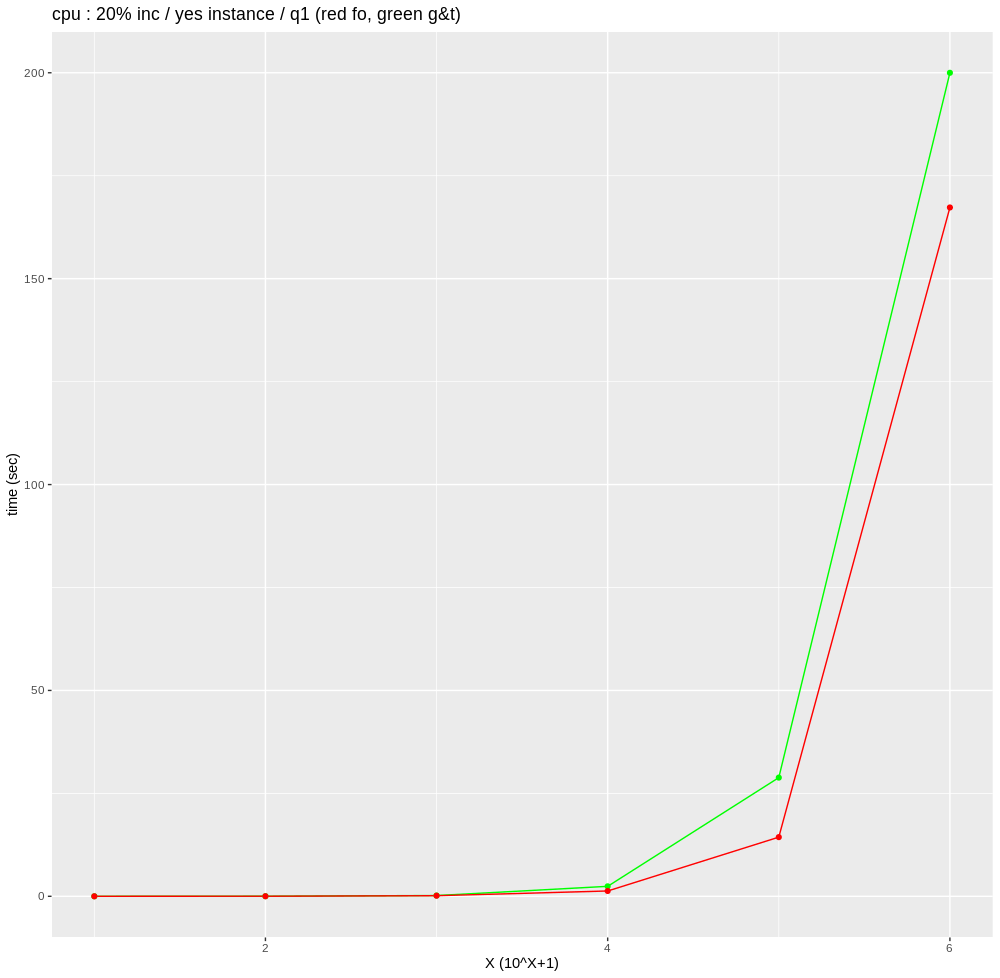 cpu : 20% inc / yes instance / q1 (red fo, green g&t)
200
150
100
50
0
time (sec)
2 4 6
X (10^X+1)